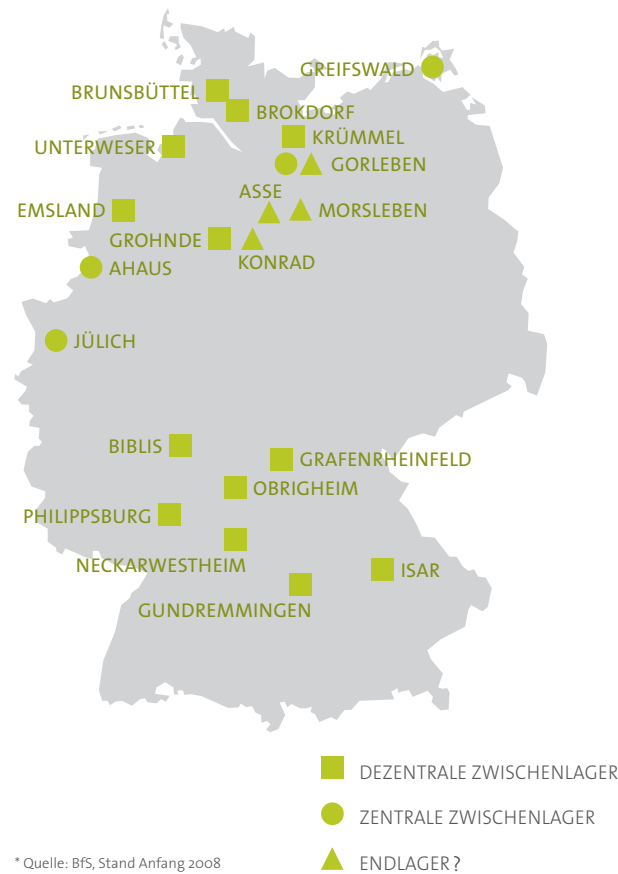 GREIFSWALD
BRUNSBÜTTEL
BROKDORF
KRÜMMEL
UNTERWESER
GORLEBEN
ASSE
EMSLAND
MORSLEBEN
GROHNDE
KONRAD
AHAUS
JÜLICH
BIBLIS
GRAFENRHEINFELD
OBRIGHEIM
PHILIPPSBURG
NECKARWESTHEIM
ISAR
GUNDREMMINGEN
DEZENTRALE ZWISCHENLAGER
ZENTRALE ZWISCHENLAGER
* Quelle: BfS, Stand Anfang 2008
ENDLAGER?